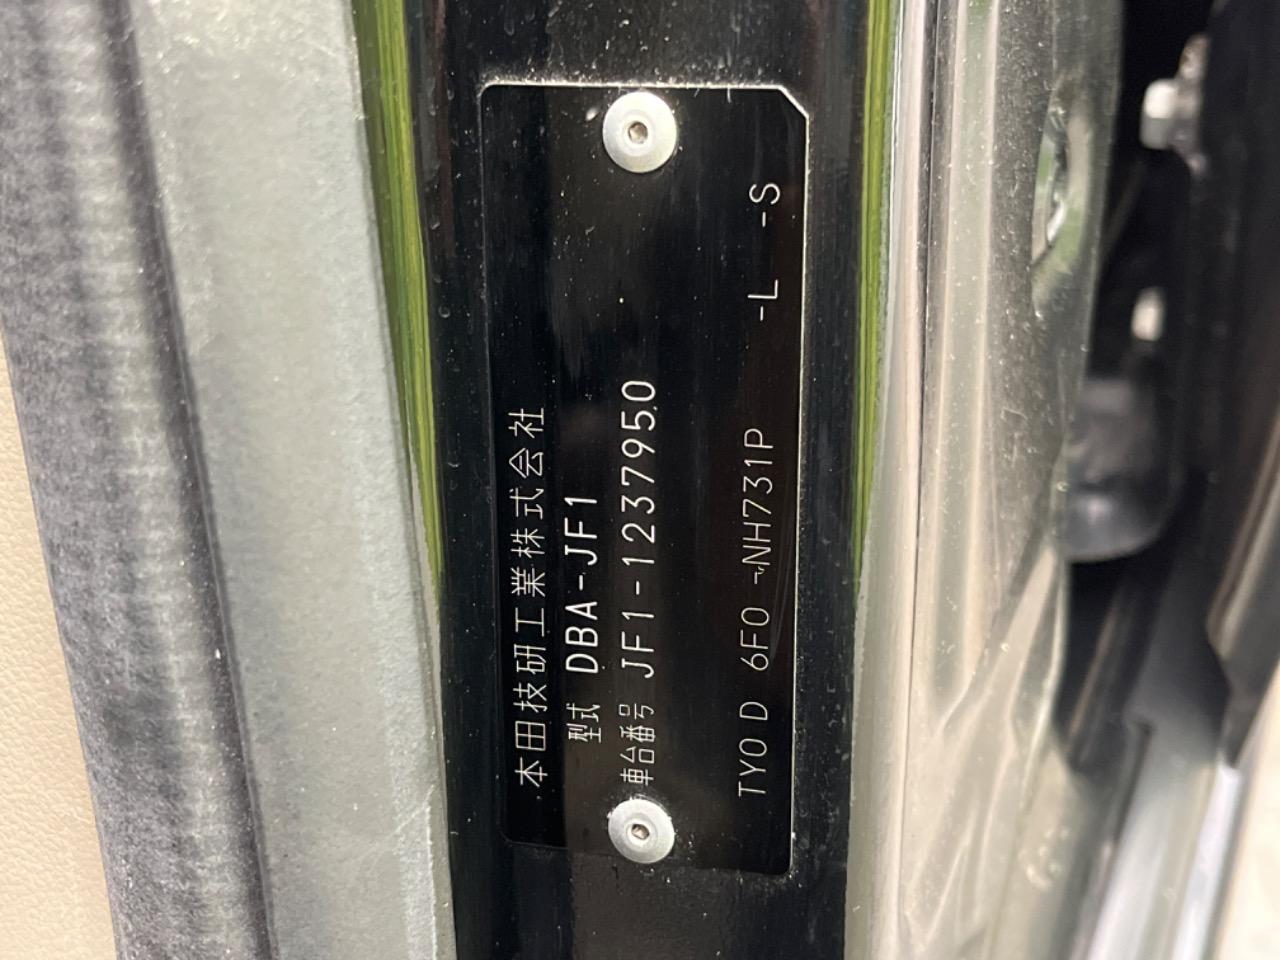 本田技研工業株式会社
型式 DBA-JF1
車台番号 JF1-1237950
TY0 D 6F0 -NH731P -L -S